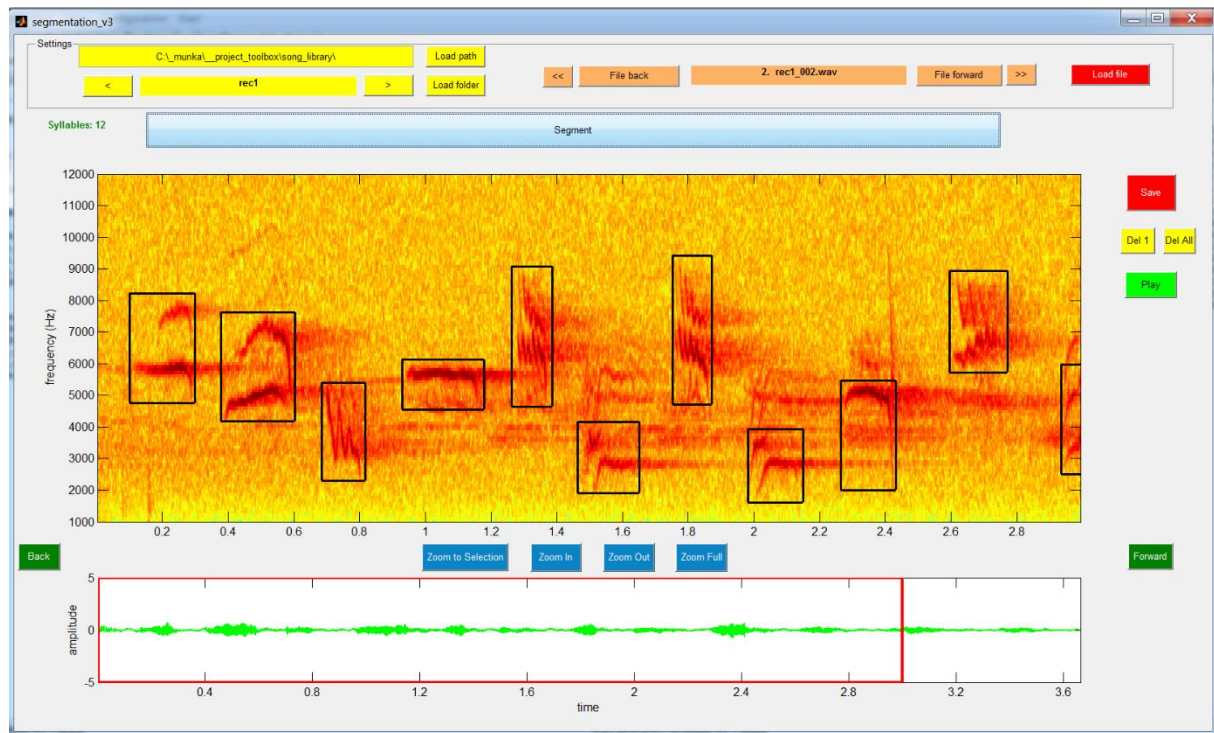 segmentation_v3
Settings
C:\_munka\__project_toolbox\song_library\
Load path
<
rec1
>
Load folder
<<
File back
2. rec1_002.wav
File forward
>>
Load file
Syllables: 12
Segment
Save
Del 1
Del All
Play
frequency (Hz)
12000
11000
10000
9000
8000
7000
6000
5000
4000
3000
2000
1000
0.2 0.4 0.6 0.8 1 1.2 1.4 1.6 1.8 2 2.2 2.4 2.6 2.8
Back
Zoom to Selection
Zoom In
Zoom Out
Zoom Full
Forward
amplitude
5
0
-5
0.4 0.8 1.2 1.6 2 2.4 2.8 3.2 3.6
time